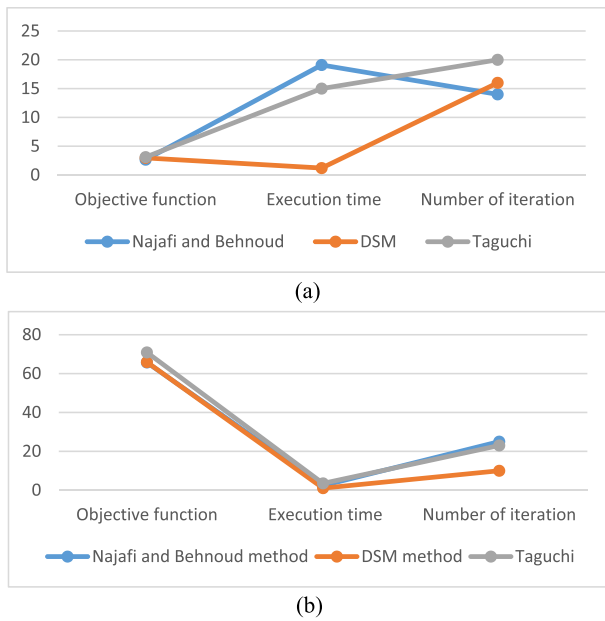 25
20
15
10
5
0
Objective function Execution time Number of iteration
Najafi and Behnoud DSM Taguchi
(a)
80
60
40
20
0
Objective function Execution time Number of iteration
Najafi and Behnoud method DSM method Taguchi
(b)